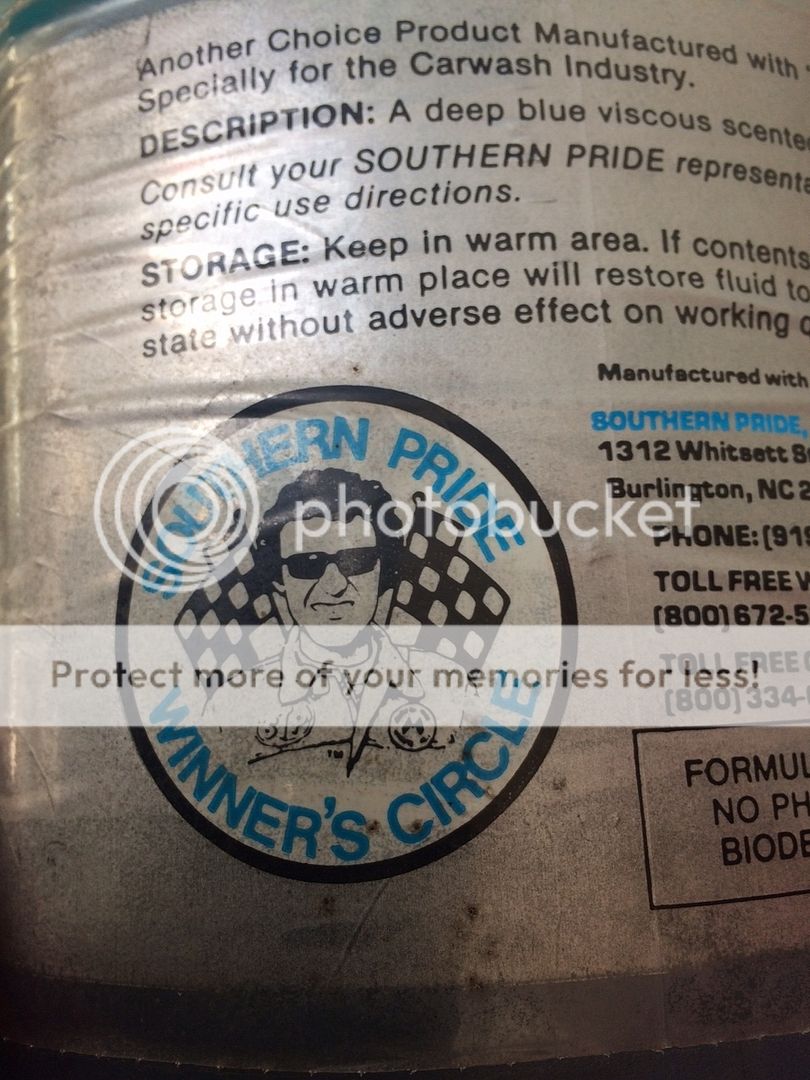 Another Choice Product Manufactured with
Specially for the Carwash Industry.
DESCRIPTION: A deep blue viscous scente
Consult your SOUTHERN PRIDE representa
specific use directions.
STORAGE: Keep in warm area. If contents
storage in warm place will restore fluid to
state without adverse effect on working
Manufactured with
SOUTHERN PRIDE,
1312 Whitsett
Burlington, NC 2
PHONE: (919
TOLL FREE
(800) 672-5
TOLL FREE
(800) 334-
SOUTHERN PRIDE
TM
WINNER'S CIRCLE
FORMUL
NO PH
BIODE
photobucket
Protect more of your memories for less!